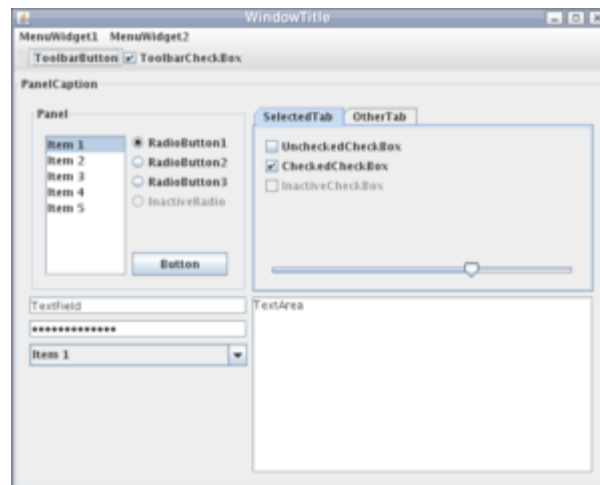 WindowTitle
MenuWidget1 MenuWidget2
ToolbarButton ToolbarCheckBox
PanelCaption
Panel
Item 1
Item 2
Item 3
Item 4
Item 5
RadioButton1
RadioButton2
RadioButton3
InactiveRadio
Button
SelectedTab OtherTab
UncheckedCheckBox
CheckedCheckBox
InactiveCheckBox
TextField
•••••••••••••
Item 1
TextArea